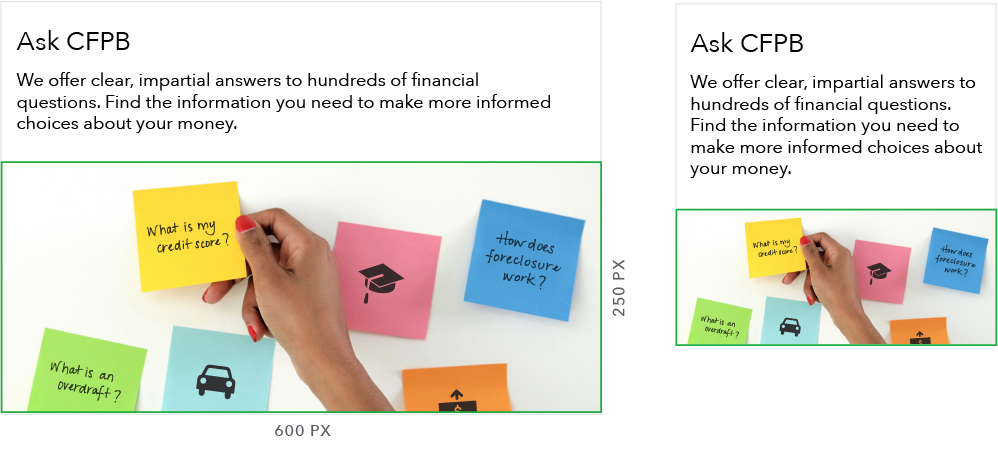 Ask CFPB
We offer clear, impartial answers to hundreds of financial
questions. Find the information you need to make more informed
choices about your money.
What is my
credit score?
How does
foreclosure
work?
What is an
overdraft?
$
250 PX
600 PX
Ask CFPB
We offer clear, impartial answers to
hundreds of financial questions.
Find the information you need to
make more informed choices about
your money.
What is my
credit score?
How does
foreclosure
work?
What is an
overdraft?
$